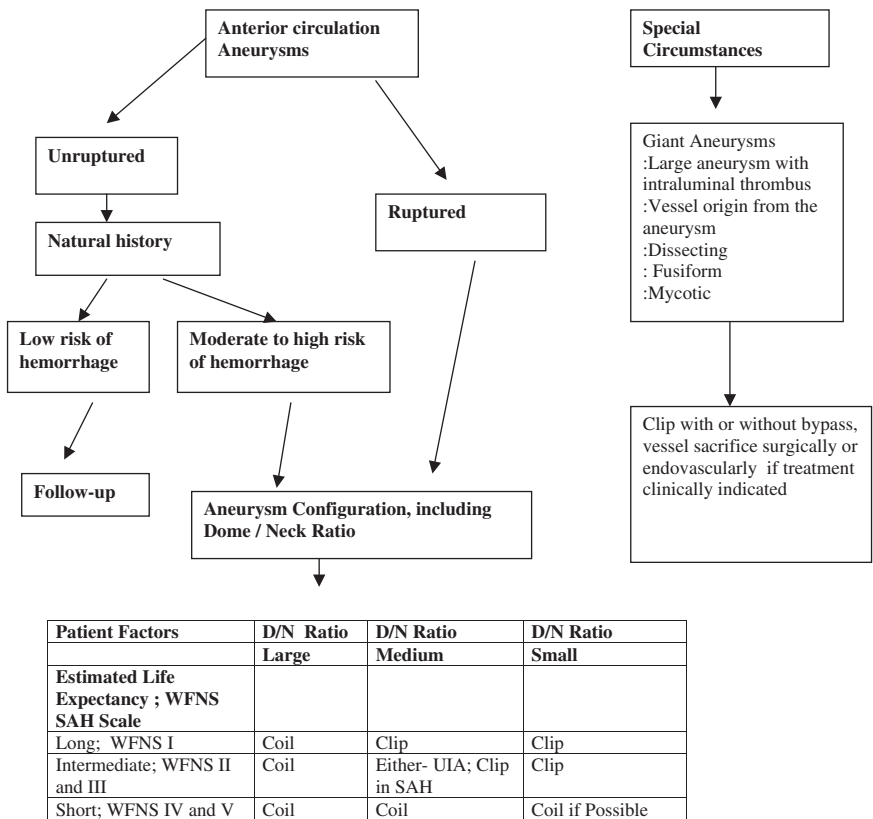 Anterior circulation
Aneurysms
Unruptured
Natural history
Ruptured
Low risk of
hemorrhage
Moderate to high risk
of hemorrhage
Follow-up
Aneurysm Configuration, including
Dome / Neck Ratio
Special
Circumstances
Giant Aneurysms
:Large aneurysm with
intraluminal thrombus
:Vessel origin from the
aneurysm
:Dissecting
: Fusiform
:Mycotic
Clip with or without bypass,
vessel sacrifice surgically or
endovascularly if treatment
clinically indicated
Patient Factors D/N Ratio D/N Ratio D/N Ratio
Large Medium Small
Estimated Life
Expectancy ; WFNS
SAH Scale
Long; WFNS I Coil Clip Clip
Intermediate; WFNS II Coil Either- UIA; Clip Clip
and III in SAH
Short; WFNS IV and V Coil Coil Coil if Possible